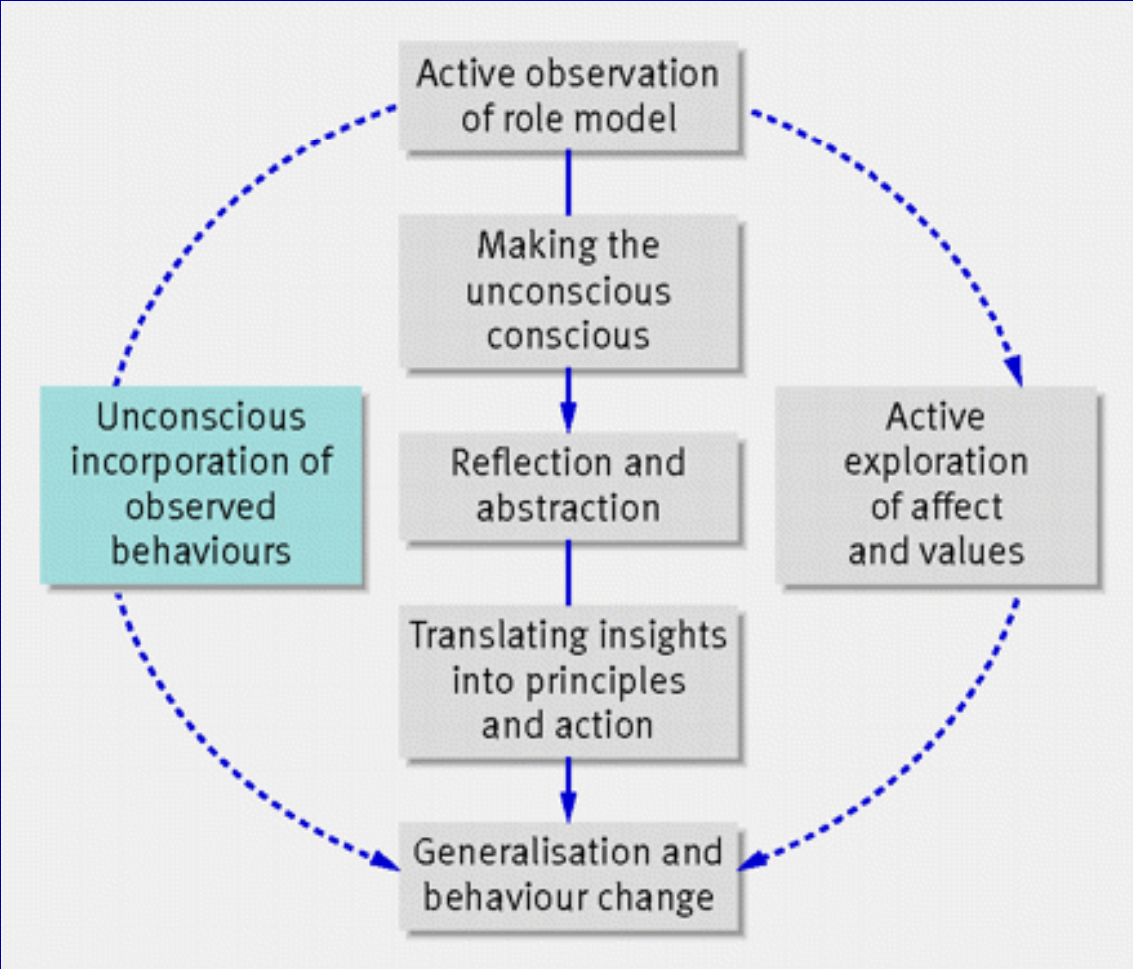 Active observation
of role model
Making the
unconscious
conscious
Unconscious
incorporation of
observed
behaviours
Reflection and
abstraction
Active
exploration
of affect
and values
Translating insights
into principles
and action
Generalisation and
behaviour change